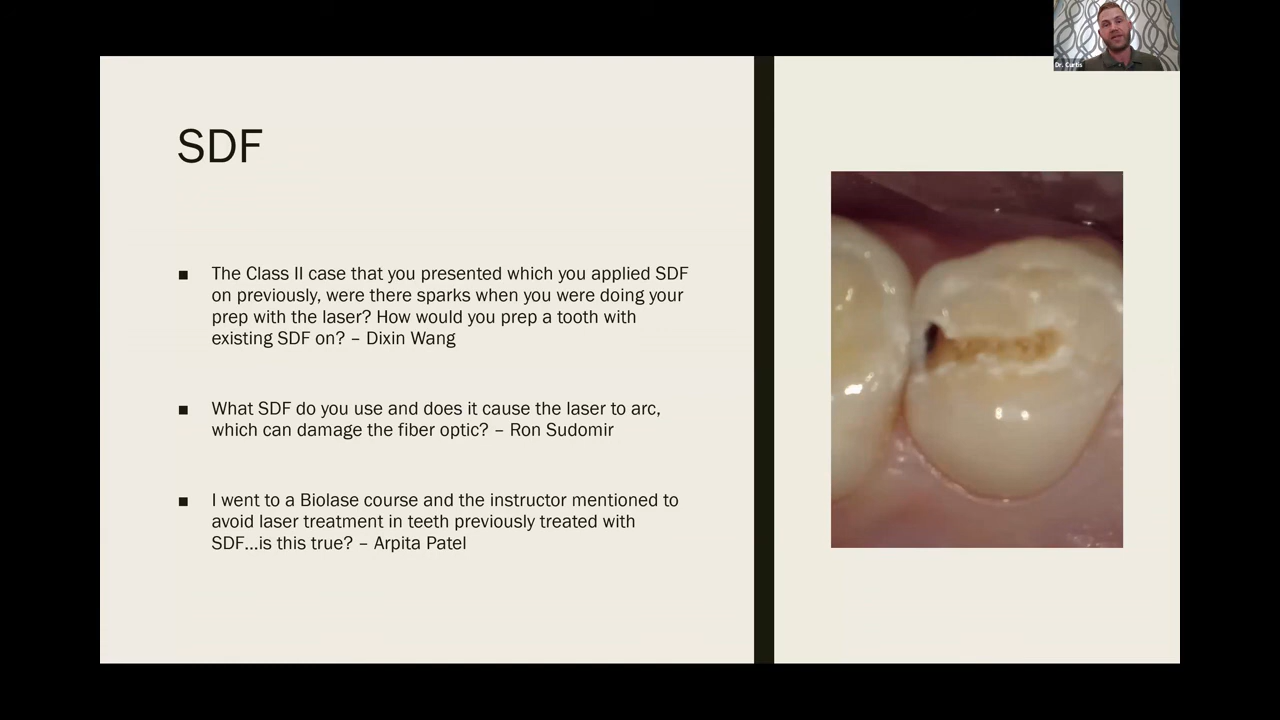 Dr. Curtis
SDF
■ The Class II case that you presented which you applied SDF
on previously, were there sparks when you were doing your
prep with the laser? How would you prep a tooth with
existing SDF on? – Dixin Wang
■ What SDF do you use and does it cause the laser to arc,
which can damage the fiber optic? – Ron Sudomir
■ I went to a Biolase course and the instructor mentioned to
avoid laser treatment in teeth previously treated with
SDF...is this true? – Arpita Patel